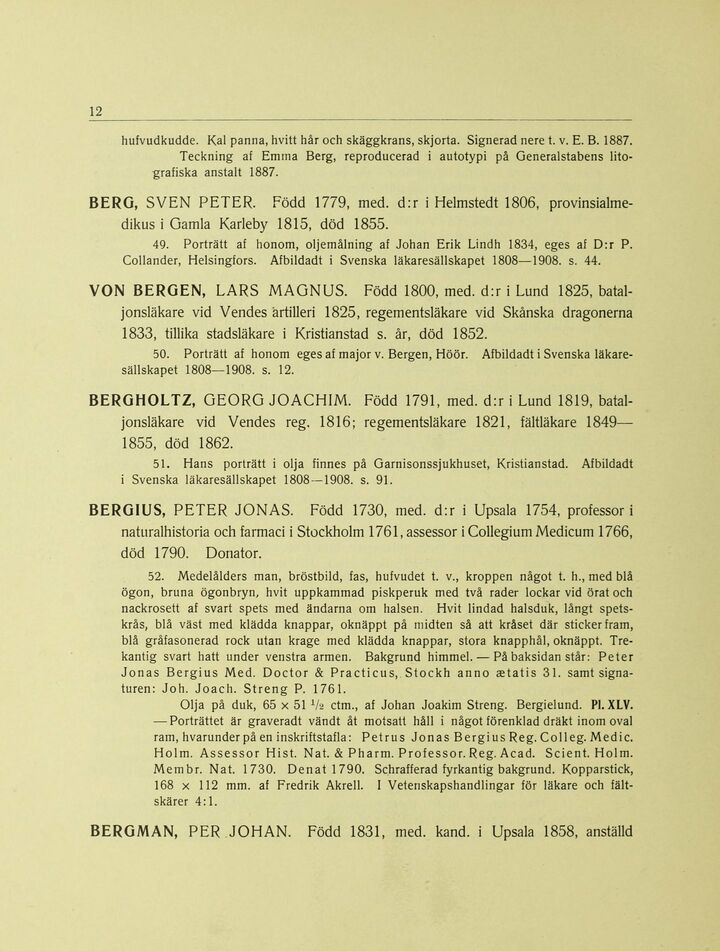 12
hufvudkudde. Kal panna, hvitt hår och skäggkrans, skjorta. Signerad nere t. v. E. B. 1887.
Teckning af Emma Berg, reproducerad i autotypi på Generalstabens lito-
grafiska anstalt 1887.
BERG, SVEN PETER. Född 1779, med. d:r i Helmstedt 1806, provinsialme-
dikus i Gamla Karleby 1815, död 1855.
49. Porträtt af honom, oljemålning af Johan Erik Lindh 1834, eges af D:r P.
Collander, Helsingfors. Afbildadt i Svenska läkaresällskapet 1808—1908. s. 44.
VON BERGEN, LARS MAGNUS. Född 1800, med. d:r i Lund 1825, batal-
jonsläkare vid Vendes artilleri 1825, regementsläkare vid Skånska dragonerna
1833, tillika stadsläkare i Kristianstad s. år, död 1852.
50. Porträtt af honom eges af major v. Bergen, Höör. Afbildadt i Svenska läkare-
sällskapet 1808—1908. s. 12.
BERGHOLTZ, GEORG JOACHIM. Född 1791, med. d:r i Lund 1819, batal-
jonsläkare vid Vendes reg. 1816; regementsläkare 1821, fältläkare 1849—
1855, död 1862.
51. Hans porträtt i olja finnes på Garnisonssjukhuset, Kristianstad. Afbildadt
i Svenska läkaresällskapet 1808—1908. s. 91.
BERGIUS, PETER JONAS. Född 1730, med. d:r i Upsala 1754, professor i
naturalhistoria och farmaci i Stockholm 1761, assessor i Collegium Medicum 1766,
död 1790. Donator.
52. Medelålders man, bröstbild, fas, hufvudet t. v., kroppen något t. h., med blå
ögon, bruna ögonbryn, hvit uppkammad piskperuk med två rader lockar vid örat och
nackrosett af svart spets med ändarna om halsen. Hvit lindad halsduk, långt spets-
krås, blå väst med klädda knappar, oknäppt på midten så att kråset där sticker fram,
blå gråfasonerad rock utan krage med klädda knappar, stora knapphål, oknäppt. Tre-
kantig svart hatt under venstra armen. Bakgrund himmel. — På baksidan står: Peter
Jonas Bergius Med. Doctor & Practicus, Stockh anno ætatis 31. samt signa-
turen: Joh. Joach. Streng P. 1761.
Olja på duk, 65 x 51 1/2 ctm., af Johan Joakim Streng. Bergielund. Pl. XLV.
— Porträttet är graveradt vändt åt motsatt håll i något förenklad dräkt inom oval
ram, hvarunder på en inskriftstafla: Petrus Jonas Bergius Reg. Colleg. Medic.
Holm. Assessor Hist. Nat. & Pharm. Professor. Reg. Acad. Scient. Holm.
Membr. Nat. 1730. Denat 1790. Schrafferad fyrkantig bakgrund. Kopparstick,
168 x 112 mm. af Fredrik Akrell. I Vetenskapshandlingar för läkare och fält-
skärer 4:1.
BERGMAN, PER JOHAN. Född 1831, med. kand. i Upsala 1858, anställd